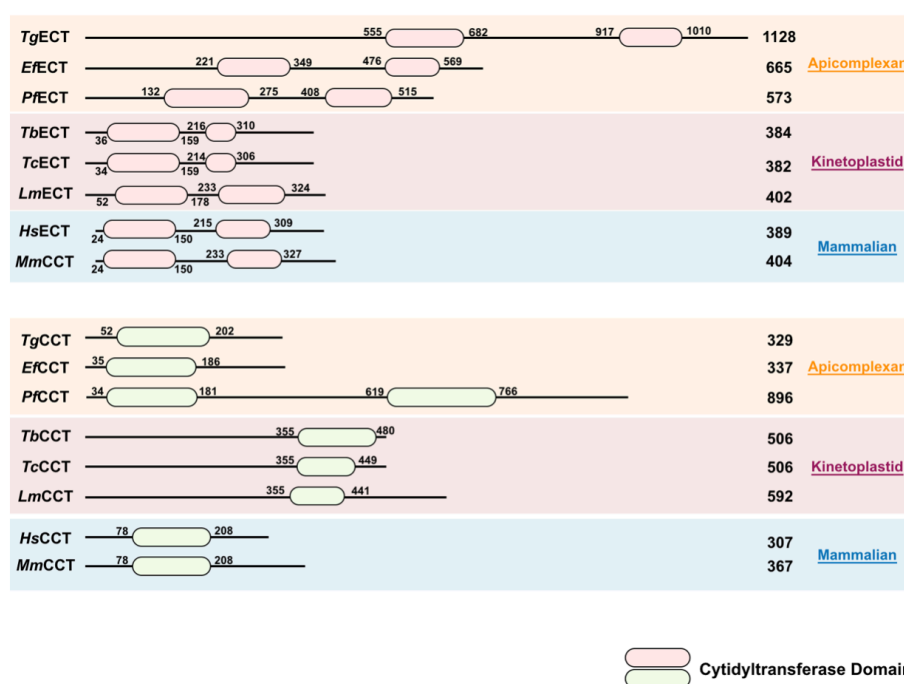 TgECT 555 682 917 1010 1128
EfECT 221 349 476 569 665 Apicomplexan
PfECT 132 275 408 515 573
TbECT 36 159 216 310 384
TcECT 34 159 214 306 382 Kinetoplastid
LmECT 52 178 233 324 402
HsECT 24 150 215 309 389
Mammalian
MmCCT 24 150 233 327 404
TgCCT 52 202 329
EfCCT 35 186 337 Apicomplexan
PfCCT 34 181 619 766 896
TbCCT 355 480 506
TcCCT 355 449 506 Kinetoplastid
LmCCT 355 441 592
HsCCT 78 208 307
Mammalian
MmCCT 78 208 367
Cytidyltransferase Domain